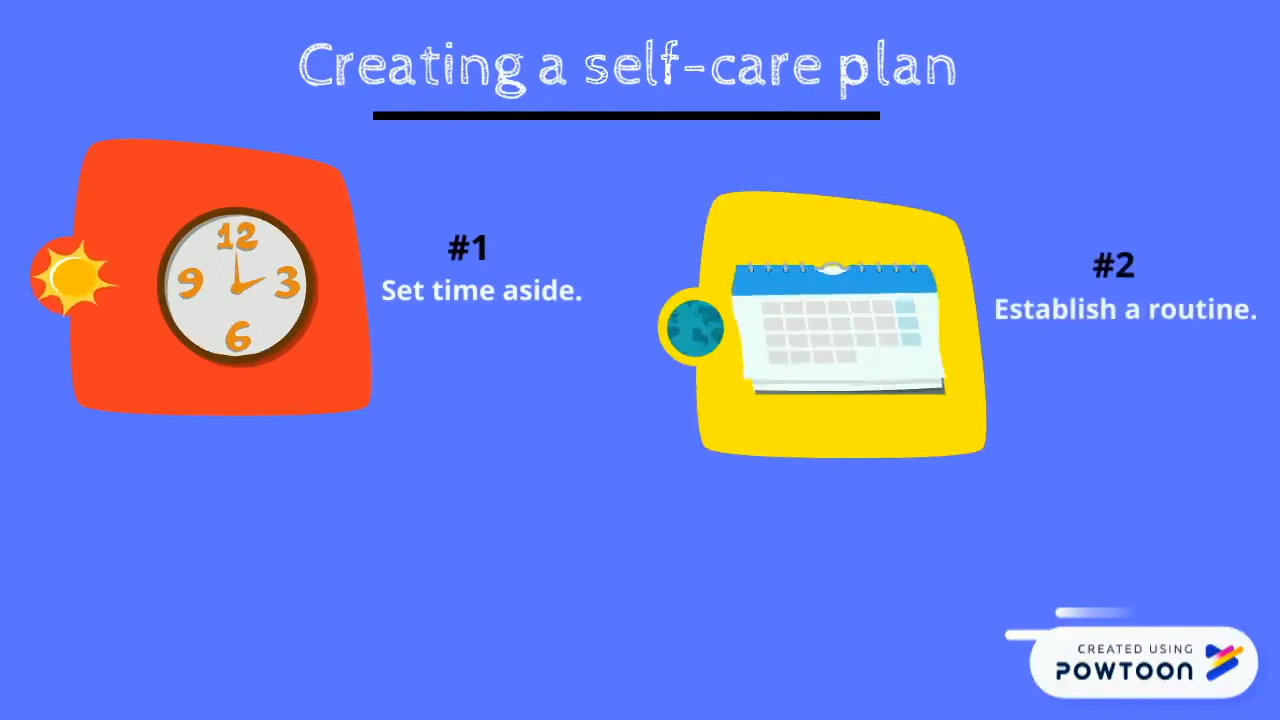 Creating a self-care plan
12
9 3
6
#1
Set time aside.
#2
Establish a routine.
CREATED USING
POWTOON